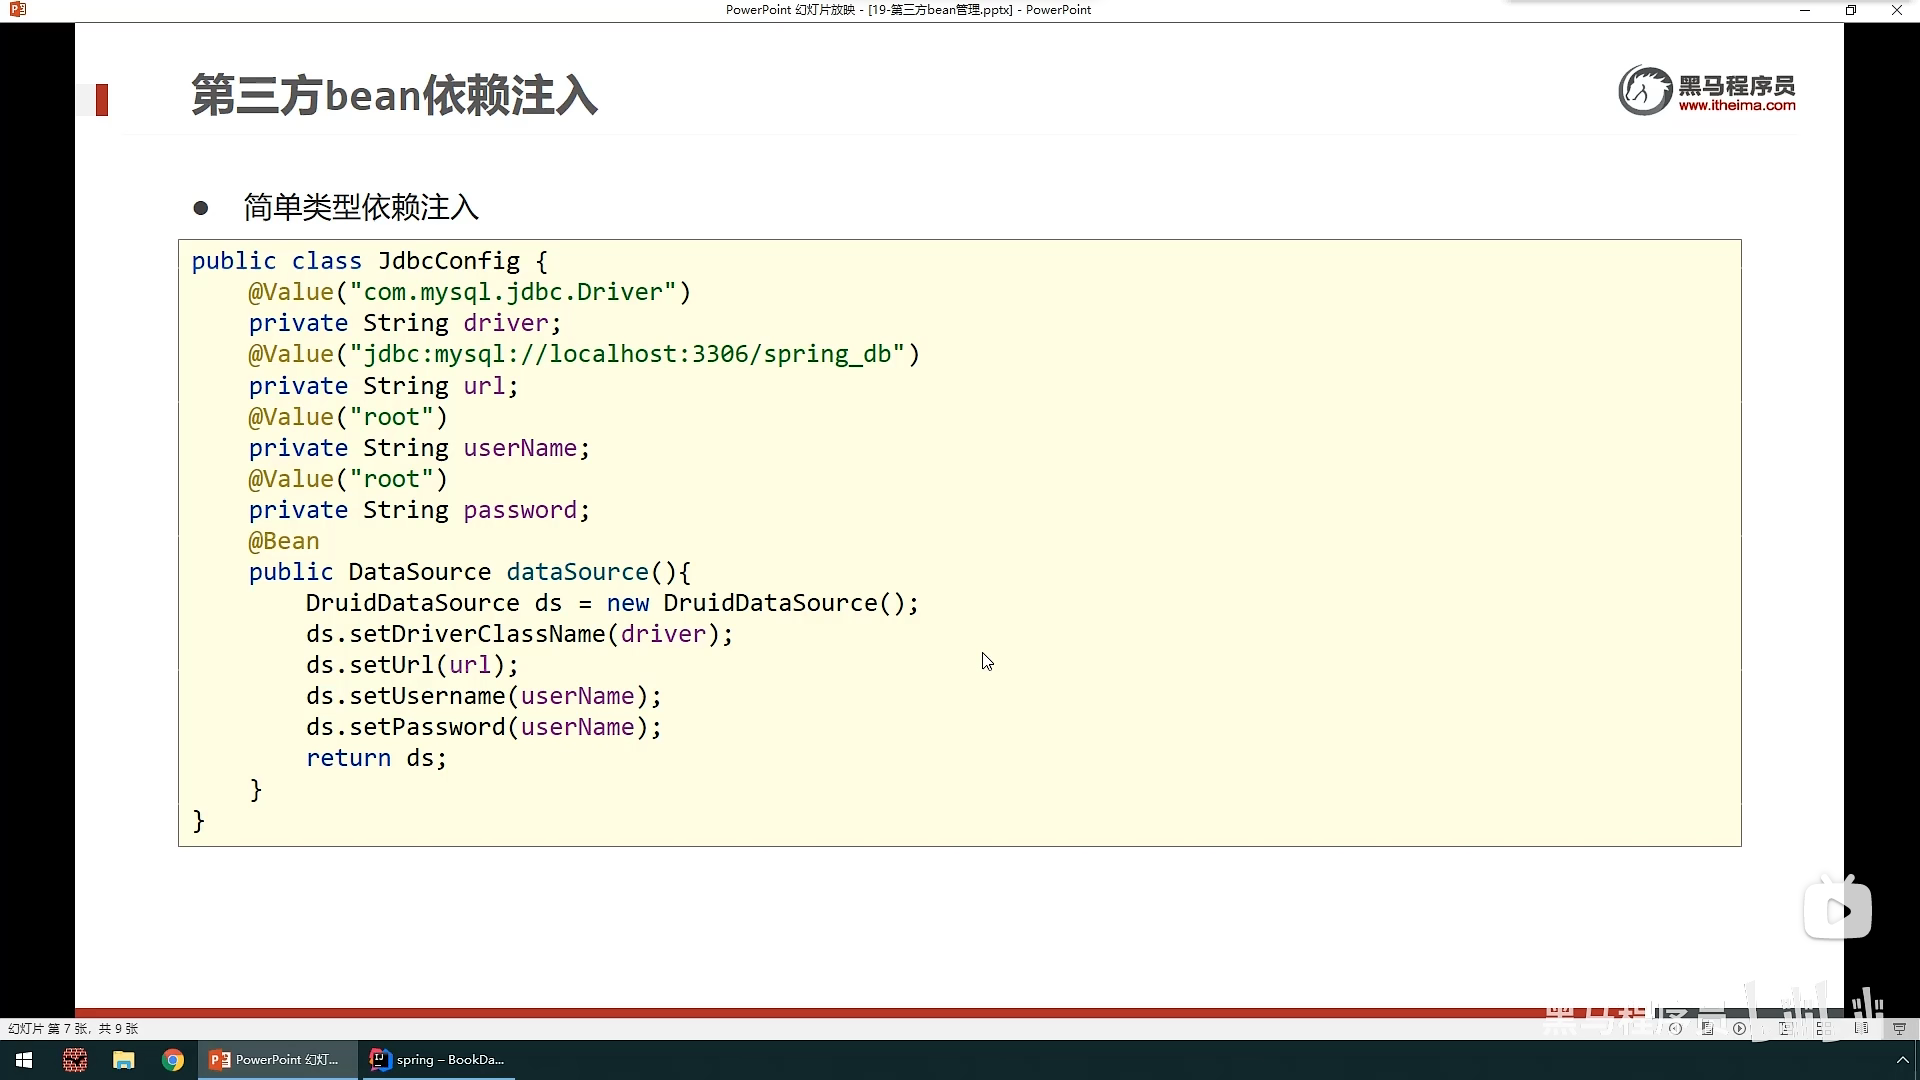 PowerPoint 幻灯片放映 - [19-第三方bean管理.pptx] - PowerPoint
第三方bean依赖注入
黑马程序员
www.itheima.com
● 简单类型依赖注入
public class JdbcConfig {
    @Value("com.mysql.jdbc.Driver")
    private String driver;
    @Value("jdbc:mysql://localhost:3306/spring_db")
    private String url;
    @Value("root")
    private String userName;
    @Value("root")
    private String password;
    @Bean
    public DataSource dataSource(){
        DruidDataSource ds = new DruidDataSource();
        ds.setDriverClassName(driver);
        ds.setUrl(url);
        ds.setUsername(userName);
        ds.setPassword(userName);
        return ds;
    }
}
黑马程序员
幻灯片 第 7 张，共 9 张
PowerPoint 幻灯...
spring – BookDa...